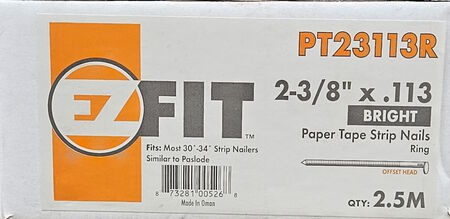 PT23113R
EZ FIT™
2-3/8" x .113
BRIGHT
Paper Tape Strip Nails
Ring
OFFSET HEAD
Fits: Most 30°-34° Strip Nailers
Similar to Paslode
8 73281 00526 8
Made In Oman
QTY: 2.5M